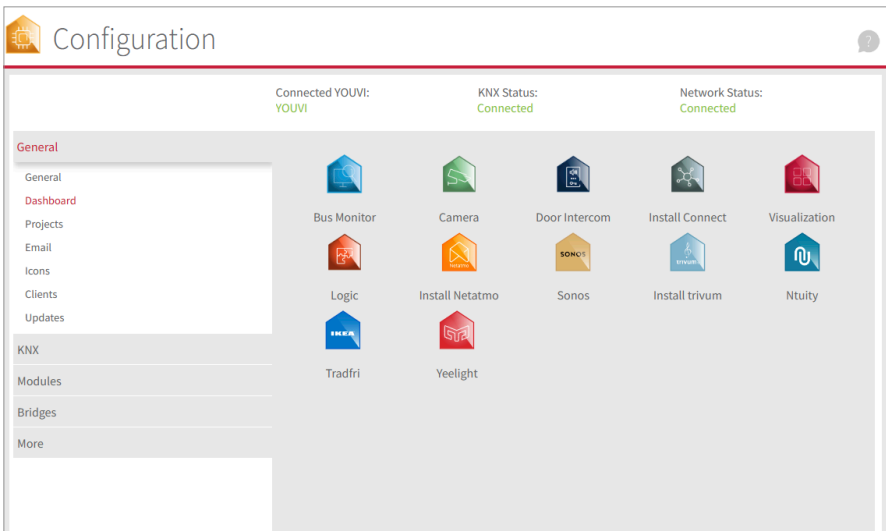 Configuration
?
Connected YOUVI:
YOUVI
KNX Status:
Connected
Network Status:
Connected
General
General
Dashboard
Projects
Email
Icons
Clients
Updates
KNX
Modules
Bridges
More
Bus Monitor
Camera
Door Intercom
Install Connect
Visualization
Netatmo
SONOS
trivum
Logic
Install Netatmo
Sonos
Install trivum
Ntuity
IKEA
Tradfri
Yeelight